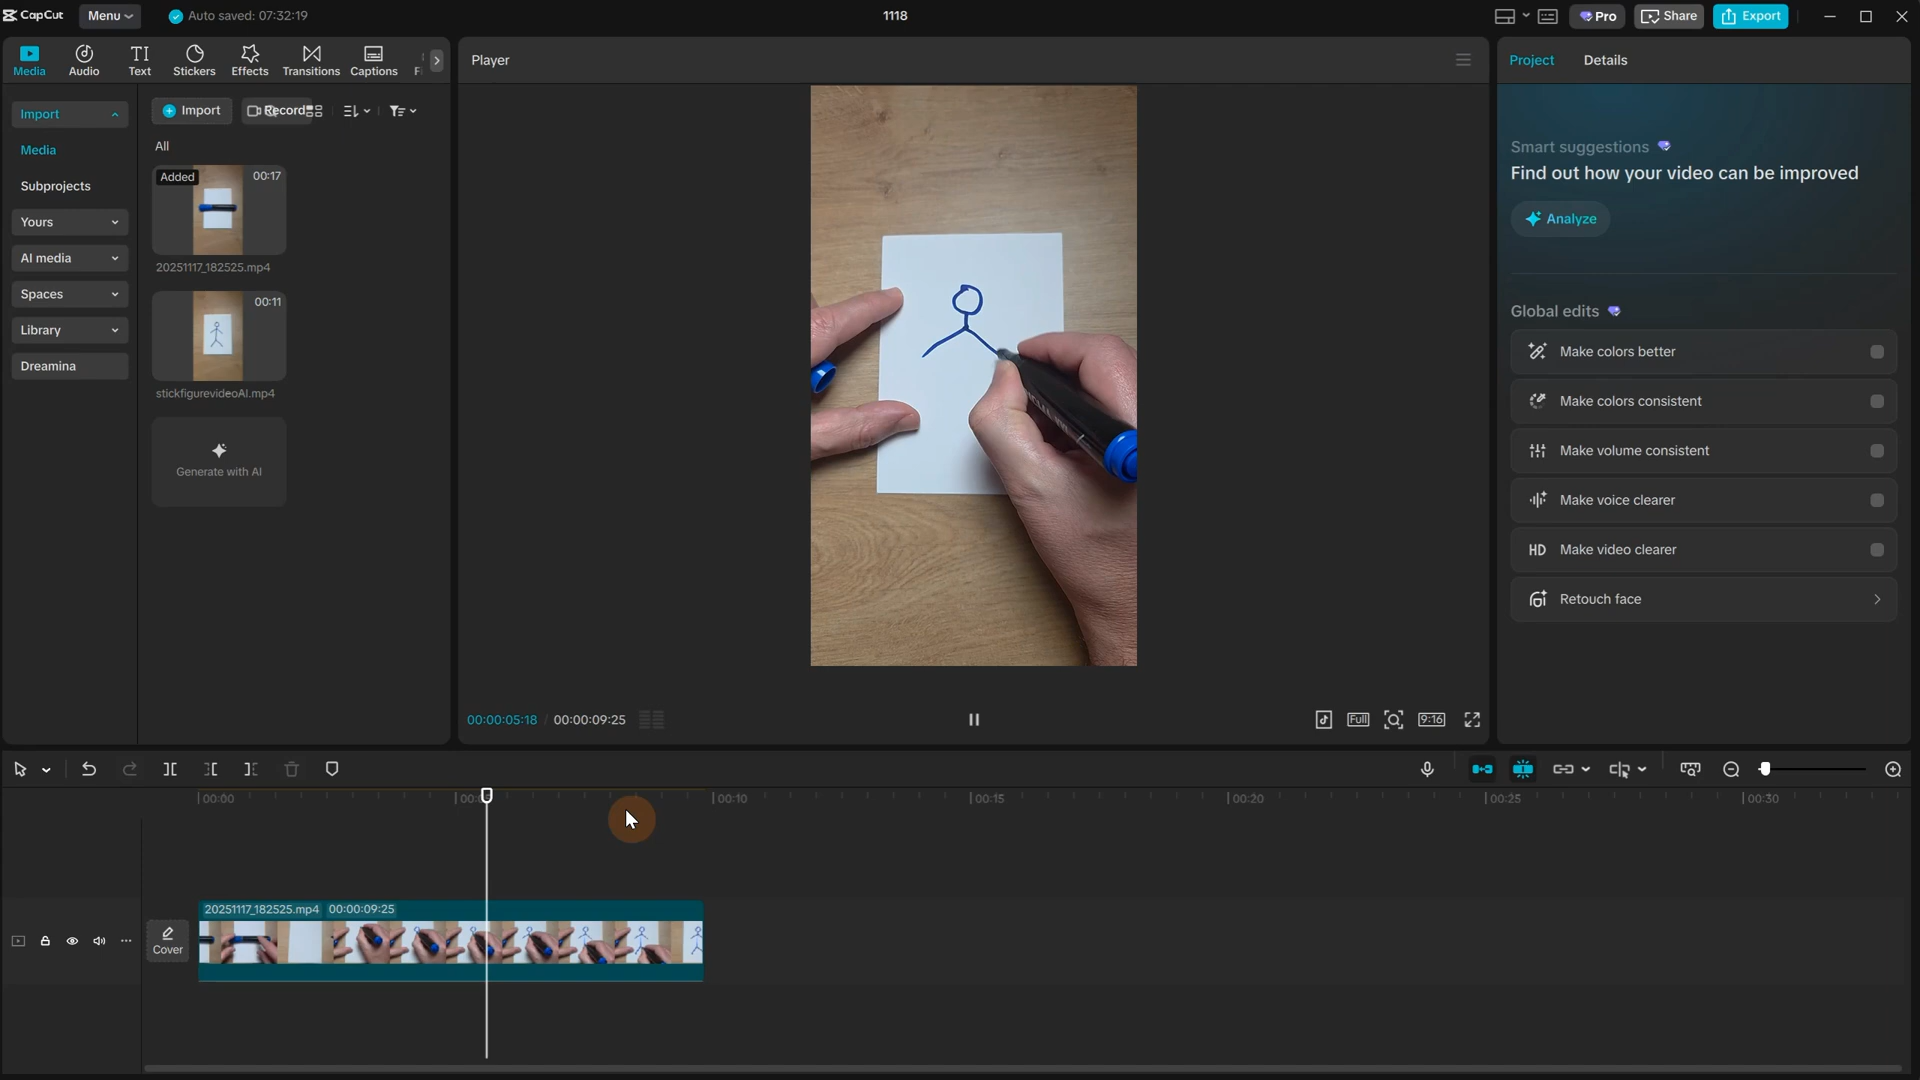 CapCut Menu Auto saved: 07:32:19 1118 Pro Share Export
Media Audio Text Stickers Effects Transitions Captions
Player
Project Details
Import
Media
Subprojects
Yours
AI media
Spaces
Library
Dreamina
Import Record
All
Added 00:17
20251117_182525.mp4
00:11
stickfigurevideoAI.mp4
Generate with AI
00:00:05:18 / 00:00:09:25
Full 9:16
Smart suggestions
Find out how your video can be improved
Analyze
Global edits
Make colors better
Make colors consistent
Make volume consistent
Make voice clearer
HD Make video clearer
Retouch face
00:00 00:10 00:15 00:20 00:25 00:30
Cover
20251117_182525.mp4 00:00:09:25